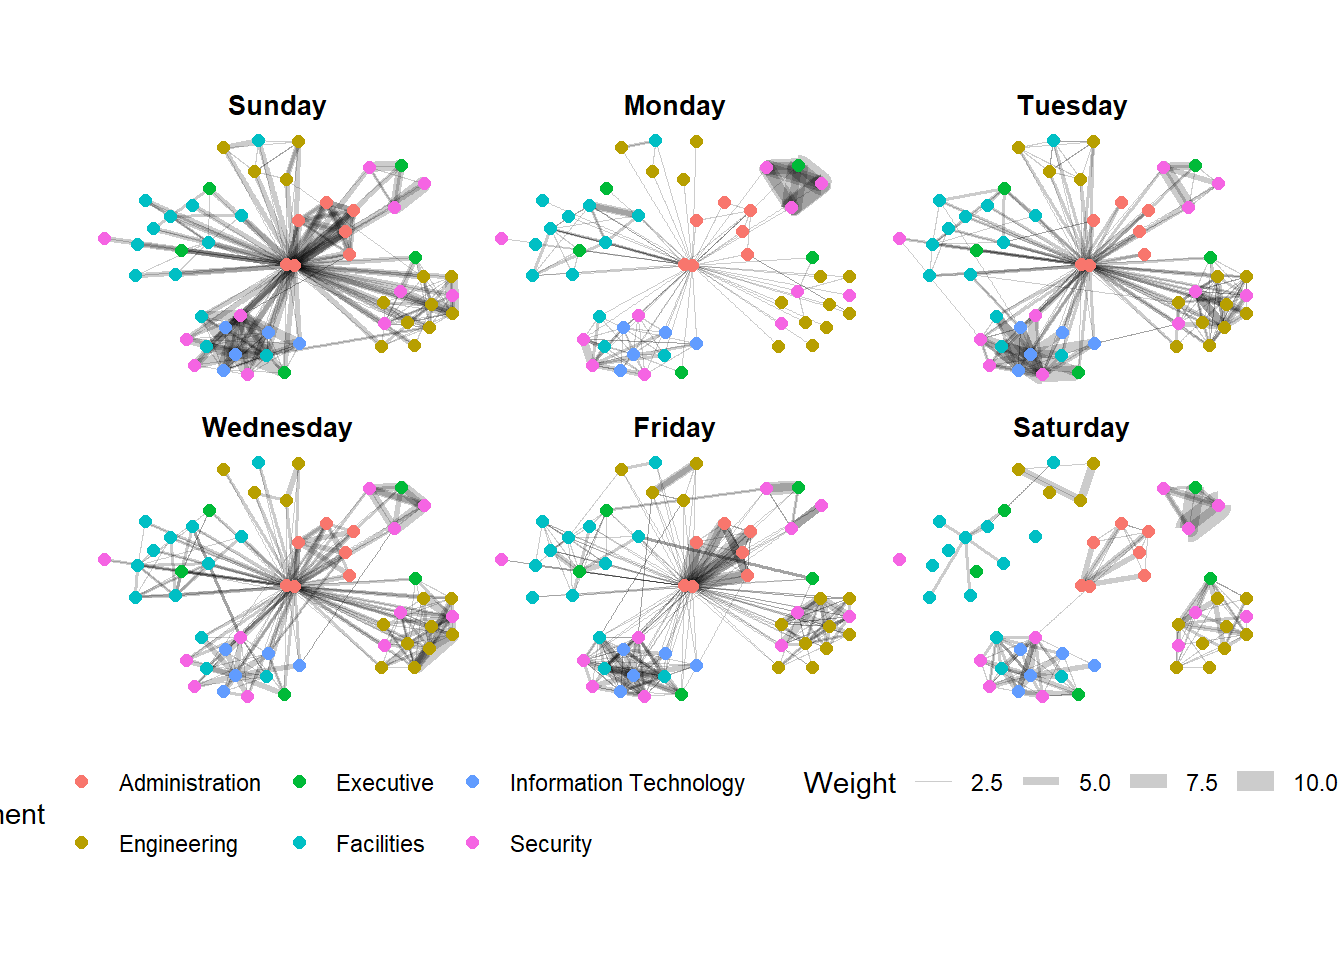 Sunday
Monday
Tuesday
Wednesday
Friday
Saturday
Administration
Executive
Information Technology
Weight
2.5
5.0
7.5
10.0
ment
Engineering
Facilities
Security